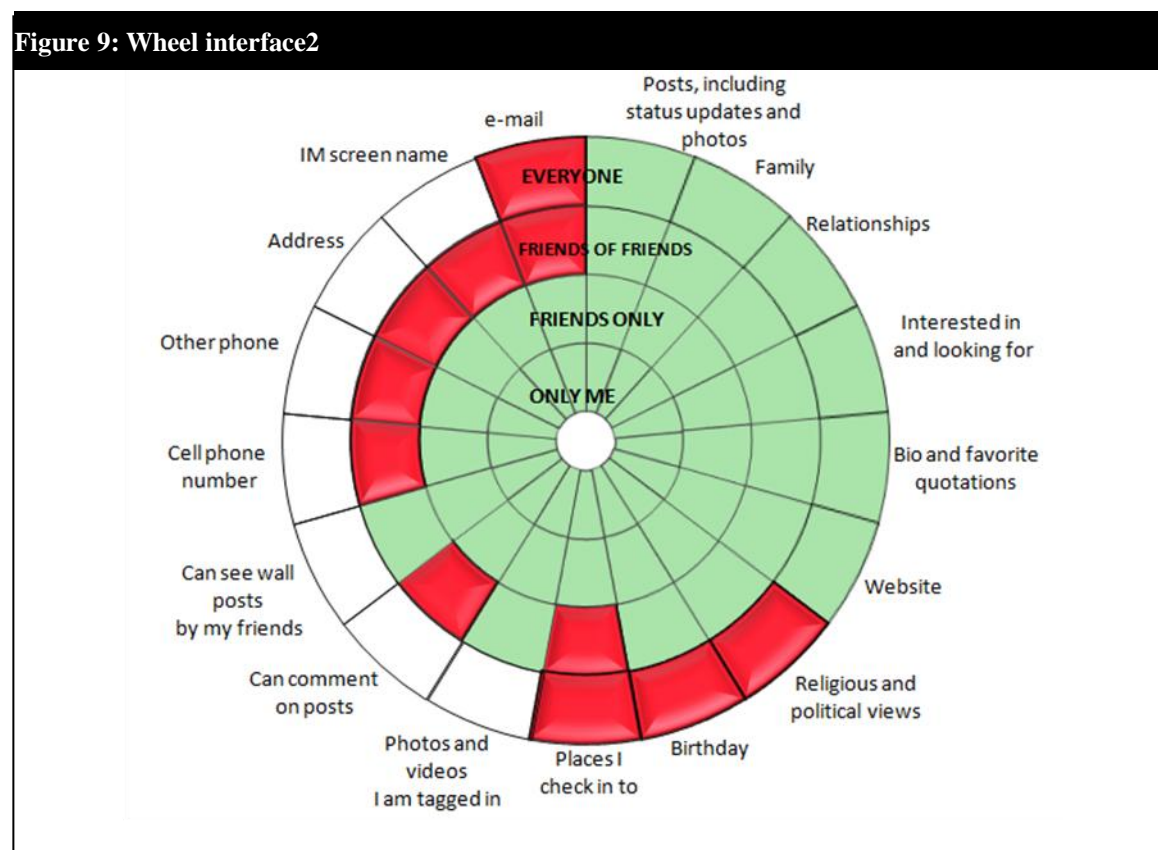 Figure 9: Wheel interface2
Posts, including
status updates and
photos
e-mail
IM screen name
Family
EVERYONE
Relationships
Address
FRIENDS OF FRIENDS
FRIENDS ONLY
Interested in
and looking for
Other phone
ONLY ME
Cell phone
number
Bio and favorite
quotations
Can see wall
posts
by my friends
Website
Can comment
on posts
Religious and
political views
Photos and
videos
I am tagged in
Places I
check in to
Birthday